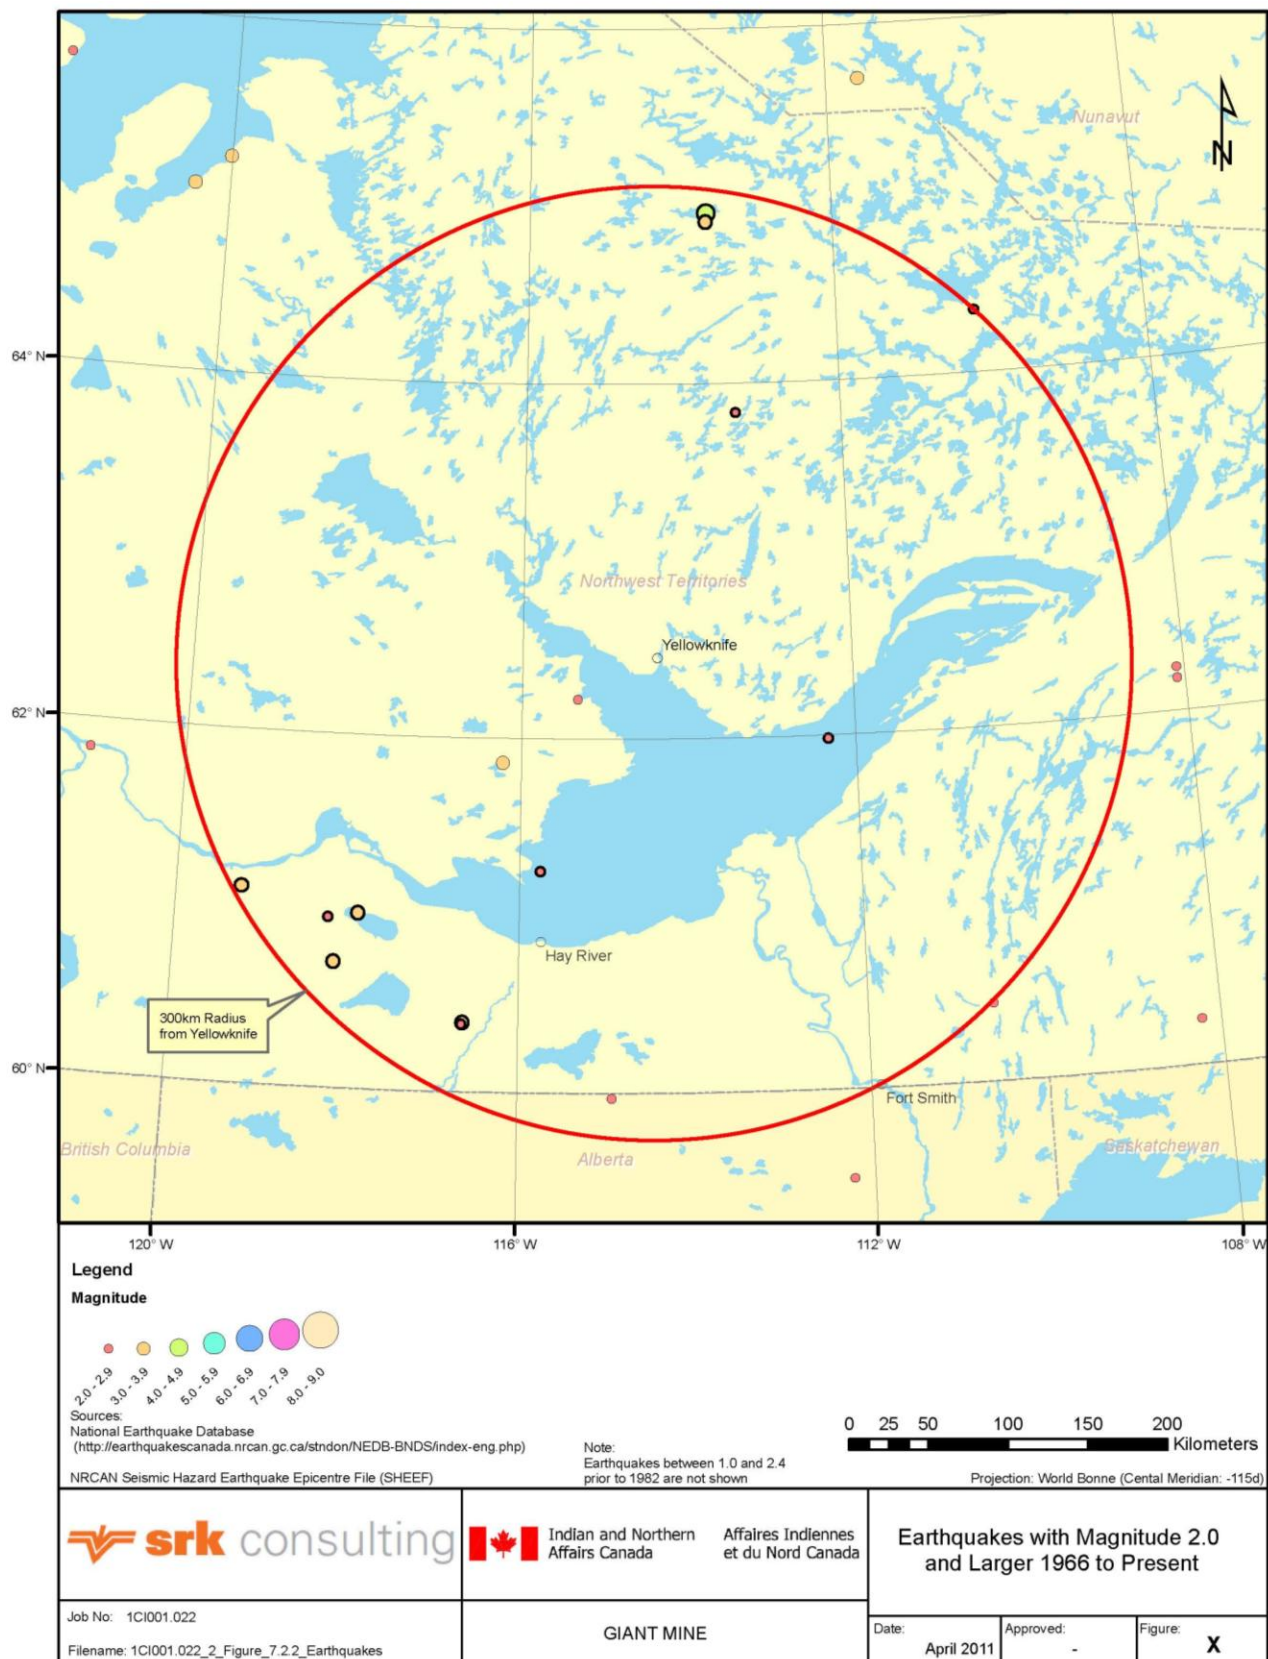 Nunavut
N
64° N
Northwest Territories
Yellowknife
62° N
Hay River
300km Radius
from Yellowknife
60° N
Fort Smith
British Columbia
Alberta
Saskatchewan
120° W
116° W
112° W
108° W
Legend
Magnitude
2.0 - 2.9
3.0 - 3.9
4.0 - 4.9
5.0 - 5.9
6.0 - 6.9
7.0 - 7.9
8.0 - 9.0
Sources:
National Earthquake Database
(http://earthquakescanada.nrcan.gc.ca/stndon/NEDB-BNDS/index-eng.php)
NRCAN Seismic Hazard Earthquake Epicentre File (SHEEF)
Note:
Earthquakes between 1.0 and 2.4
prior to 1982 are not shown
0 25 50 100 150 200
Kilometers
Projection: World Bonne (Cental Meridian: -115d)
srk consulting
Indian and Northern
Affairs Canada
Affaires Indiennes
et du Nord Canada
Earthquakes with Magnitude 2.0
and Larger 1966 to Present
Job No: 1CI001.022
Filename: 1CI001.022_2_Figure_7.2.2_Earthquakes
GIANT MINE
Date:
April 2011
Approved:
-
Figure:
X